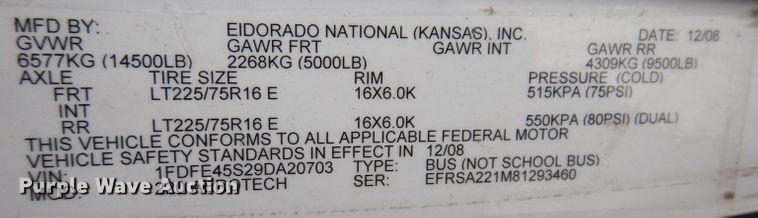 MFD BY: EIDORADO NATIONAL (KANSAS), INC. DATE: 12/08
GVWR GAWR FRT GAWR INT GAWR RR
6577KG (14500LB) 2268KG (5000LB) 4309KG (9500LB)
AXLE TIRE SIZE RIM PRESSURE (COLD)
FRT LT225/75R16 E 16X6.0K 515KPA (75PSI)
INT
RR LT225/75R16 E 16X6.0K 550KPA (80PSI) (DUAL)
THIS VEHICLE CONFORMS TO ALL APPLICABLE FEDERAL MOTOR
VEHICLE SAFETY STANDARDS IN EFFECT IN 12/08
VIN: 1FDFE45S29DA20703 TYPE: BUS (NOT SCHOOL BUS)
MOD: SER: EFRSA221M81293460
Purple Wave Auction